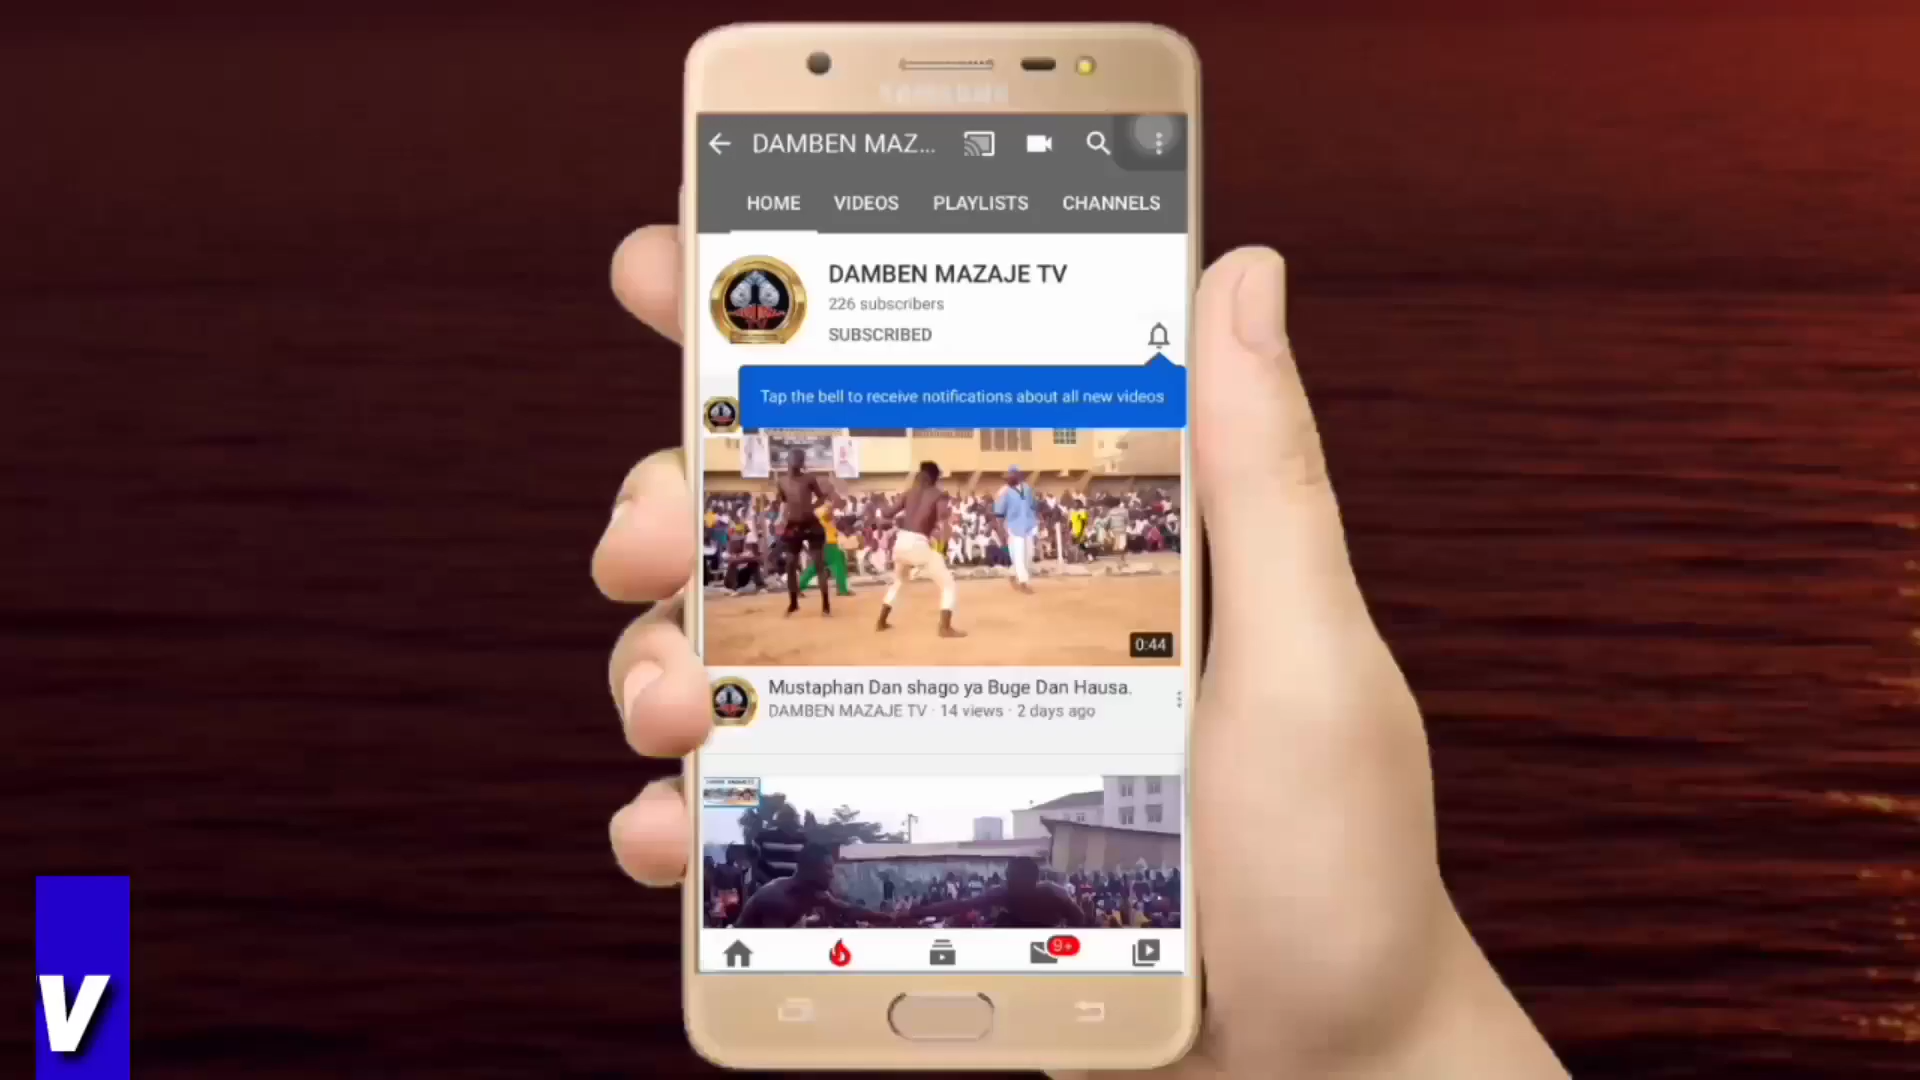 SAMSUNG
DAMBEN MAZ...
HOME VIDEOS PLAYLISTS CHANNELS
DAMBEN MAZAJE TV
226 subscribers
SUBSCRIBED
Tap the bell to receive notifications about all new videos
0:44
Mustaphan Dan shago ya Buge Dan Hausa.
DAMBEN MAZAJE TV · 14 views · 2 days ago
9+
V